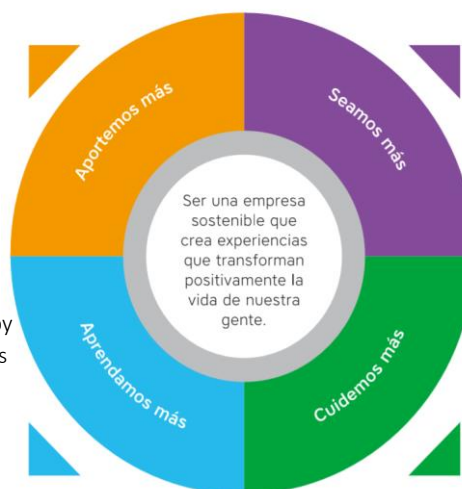 Aportemos más
Seamos más
Ser una empresa
sostenible que
crea experiencias
que transforman
positivamente la
vida de nuestra
gente.
Aprendamos más
Cuidemos más